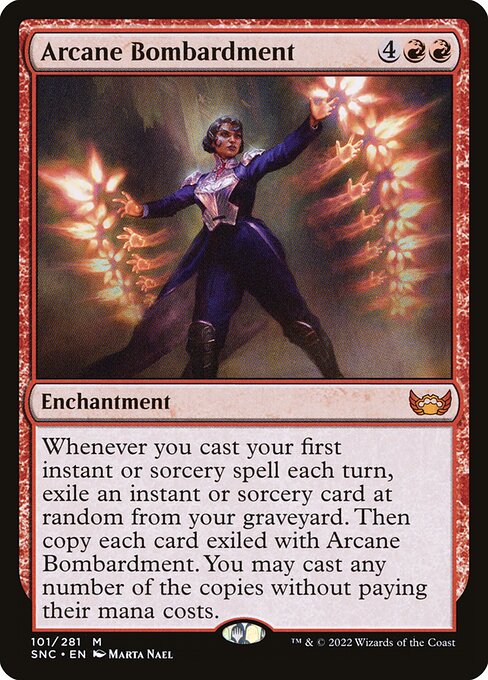 Arcane Bombardment 4
Enchantment
Whenever you cast your first
instant or sorcery spell each turn,
exile an instant or sorcery card at
random from your graveyard. Then
copy each card exiled with Arcane
Bombardment. You may cast any
number of the copies without paying
their mana costs.
101/281 M
SNC • EN Marta Nael
™ & © 2022 Wizards of the Coast